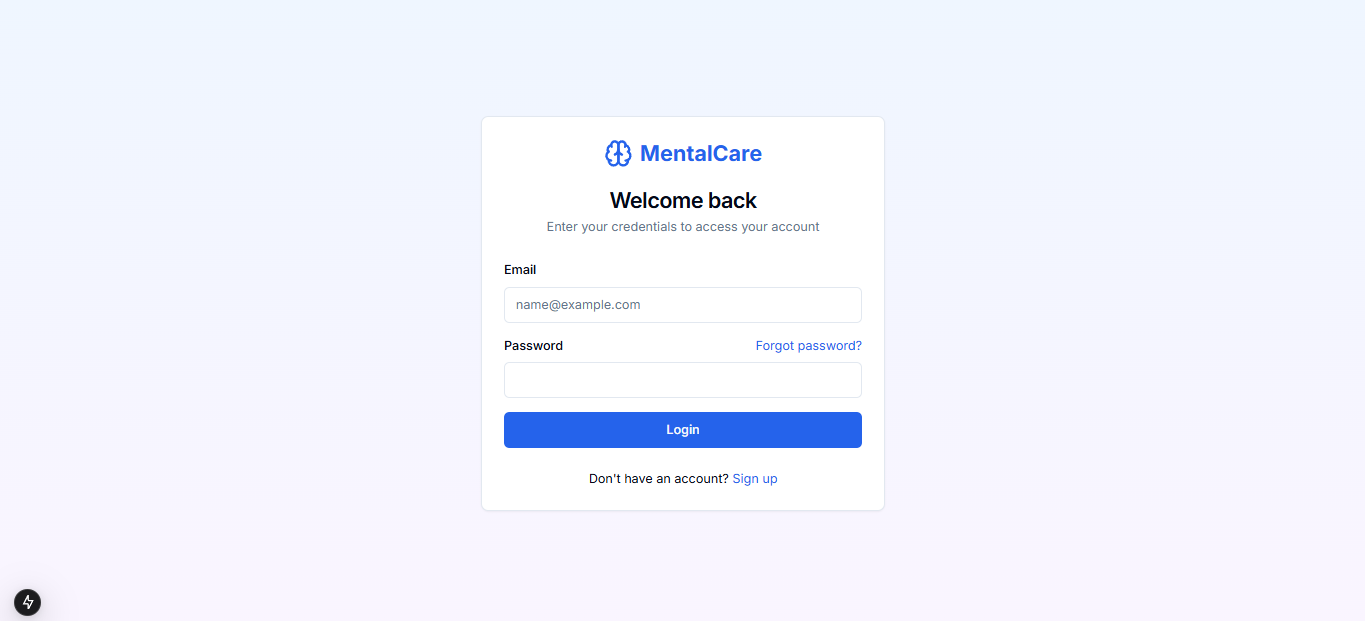 MentalCare
Welcome back
Enter your credentials to access your account
Email
name@example.com
Password Forgot password?
Login
Don't have an account? Sign up